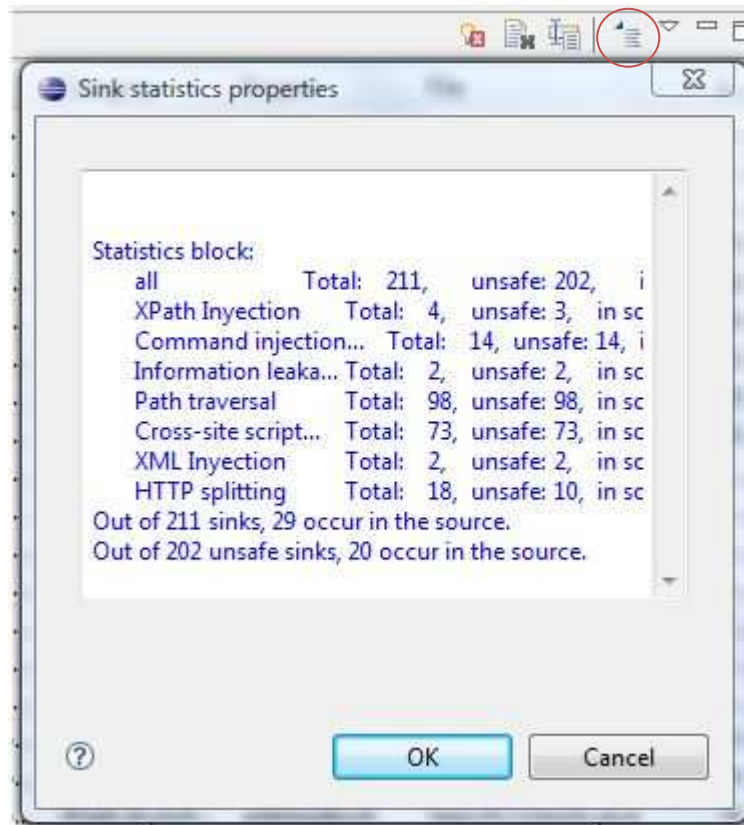 Sink statistics properties
Statistics block:
all Total: 211, unsafe: 202, i
XPath Inyection Total: 4, unsafe: 3, in sc
Command injection... Total: 14, unsafe: 14, i
Information leaka... Total: 2, unsafe: 2, in sc
Path traversal Total: 98, unsafe: 98, in sc
Cross-site script... Total: 73, unsafe: 73, in sc
XML Inyection Total: 2, unsafe: 2, in sc
HTTP splitting Total: 18, unsafe: 10, in sc
Out of 211 sinks, 29 occur in the source.
Out of 202 unsafe sinks, 20 occur in the source.
?
OK Cancel